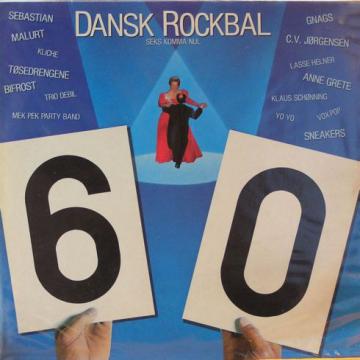 DANSK ROCKBAL
SEKS KOMMA NUL
SEBASTIAN
MALURT
KLICHE
TØSEDRENGENE
BIFROST
TRIO DEBIL
MEK PEK PARTY BAND
GNAGS
C.V. JØRGENSEN
LASSE HELNER
ANNE GRETE
KLAUS SCHØNNING
YO YO
VOXPOP
SNEAKERS
6
0